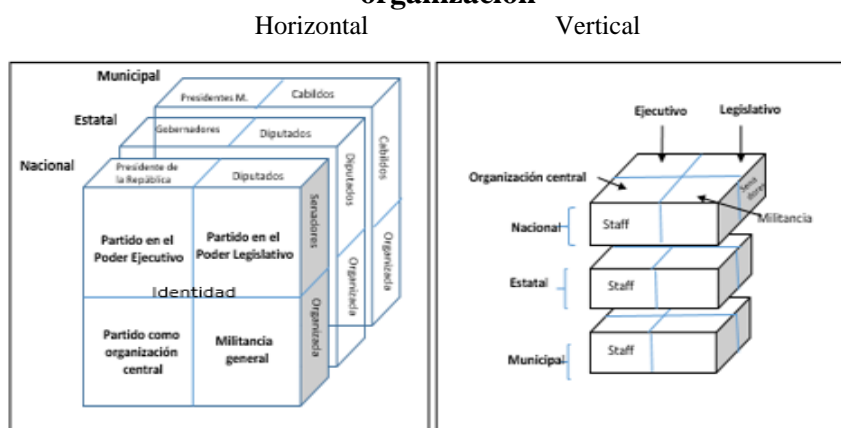 organización
Horizontal Vertical
Municipal
Presidentes M. Cabildos
Estatal
Gobernadores Diputados
Cabildos
Nacional
Presidente de
la República
Diputados
Diputados
Senadores
Partido en el
Poder Ejecutivo
Partido en el
Poder Legislativo
Identidad
Organizada
Organizada
Organizada
Partido como
organización
central
Militancia
general
Ejecutivo Legislativo
Organización central
Sena
dores
Militancia
Nacional
Staff
Estatal
Staff
Municipal
Staff